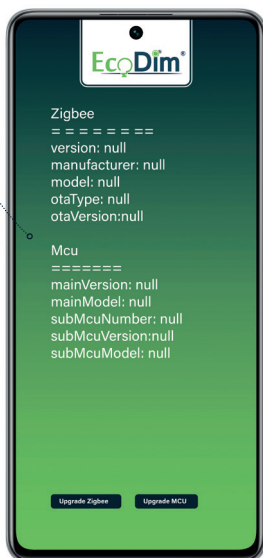 EcoDim®
Zigbee
= = = = = = = ==
version: null
manufacturer: null
model: null
otaType: null
otaVersion:null
Mcu
=======
mainVersion: null
mainModel: null
subMcuNumber: null
subMcuVersion:null
subMcuModel: null
Upgrade Zigbee Upgrade MCU